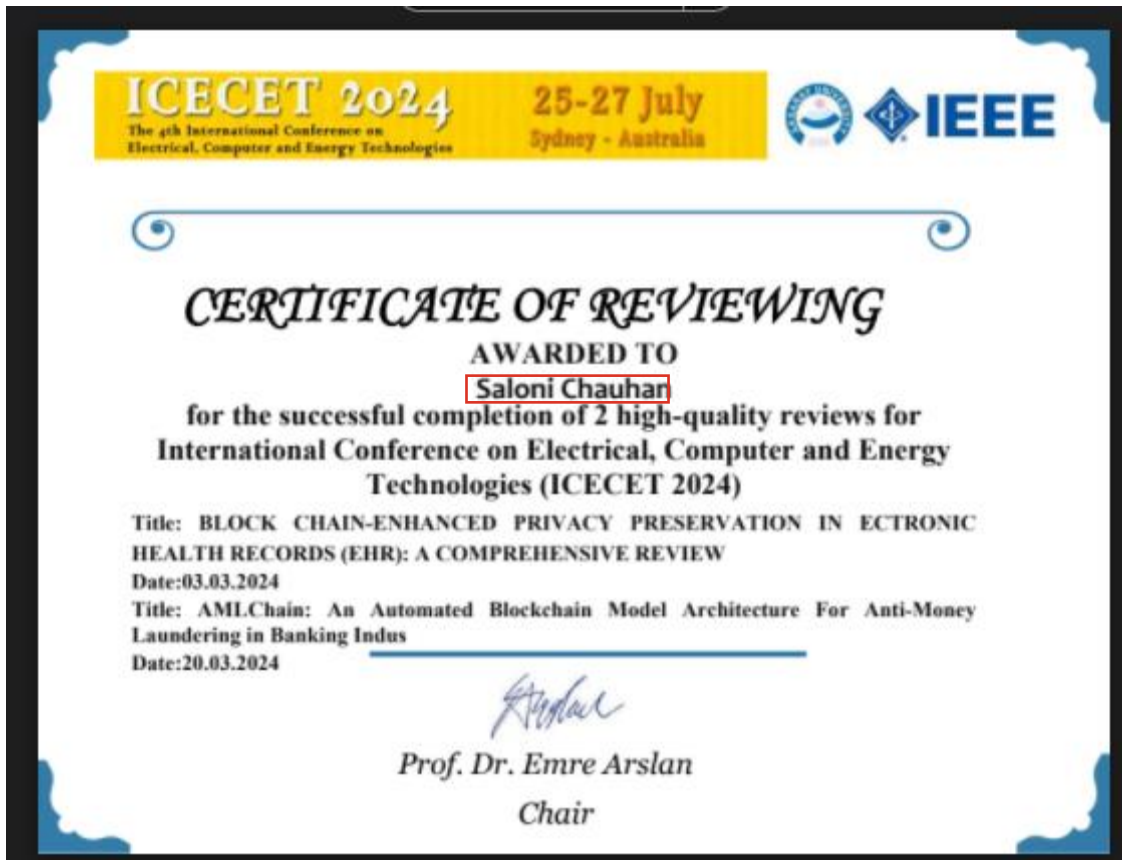 ICECET 2024
The 4th International Conference on
Electrical, Computer and Energy Technologies
25-27 July
Sydney - Australia
IEEE
CERTIFICATE OF REVIEWING
AWARDED TO
Saloni Chauhan
for the successful completion of 2 high-quality reviews for
International Conference on Electrical, Computer and Energy
Technologies (ICECET 2024)
Title: BLOCK CHAIN-ENHANCED PRIVACY PRESERVATION IN ECTRONIC
HEALTH RECORDS (EHR): A COMPREHENSIVE REVIEW
Date:03.03.2024
Title: AMLChain: An Automated Blockchain Model Architecture For Anti-Money
Laundering in Banking Indus
Date:20.03.2024
Prof. Dr. Emre Arslan
Chair